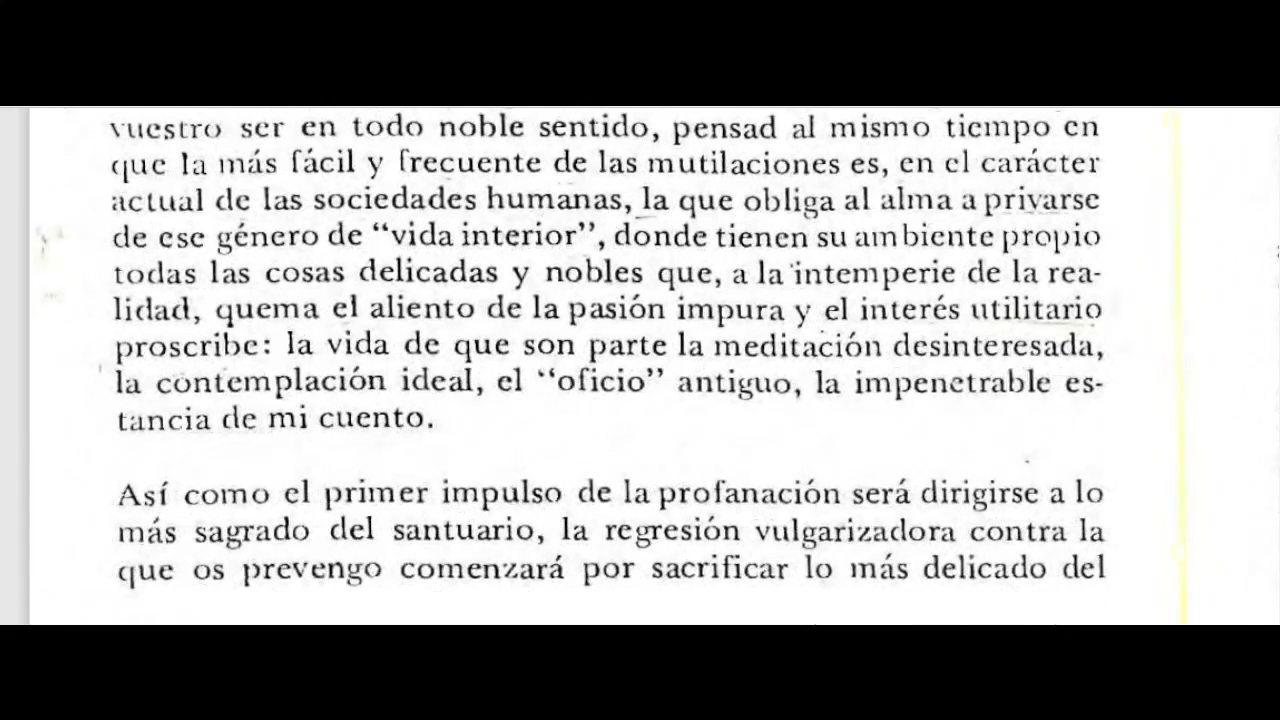 vuestro ser en todo noble sentido, pensad al mismo tiempo en
que la más fácil y frecuente de las mutilaciones es, en el carácter
actual de las sociedades humanas, la que obliga al alma a privarse
de ese género de “vida interior”, donde tienen su ambiente propio
todas las cosas delicadas y nobles que, a la intemperie de la rea-
lidad, quema el aliento de la pasión impura y el interés utilitario
proscribe: la vida de que son parte la meditación desinteresada,
la contemplación ideal, el “oficio” antiguo, la impenetrable es-
tancia de mi cuento.
Así como el primer impulso de la profanación será dirigirse a lo
más sagrado del santuario, la regresión vulgarizadora contra la
que os prevengo comenzará por sacrificar lo más delicado del